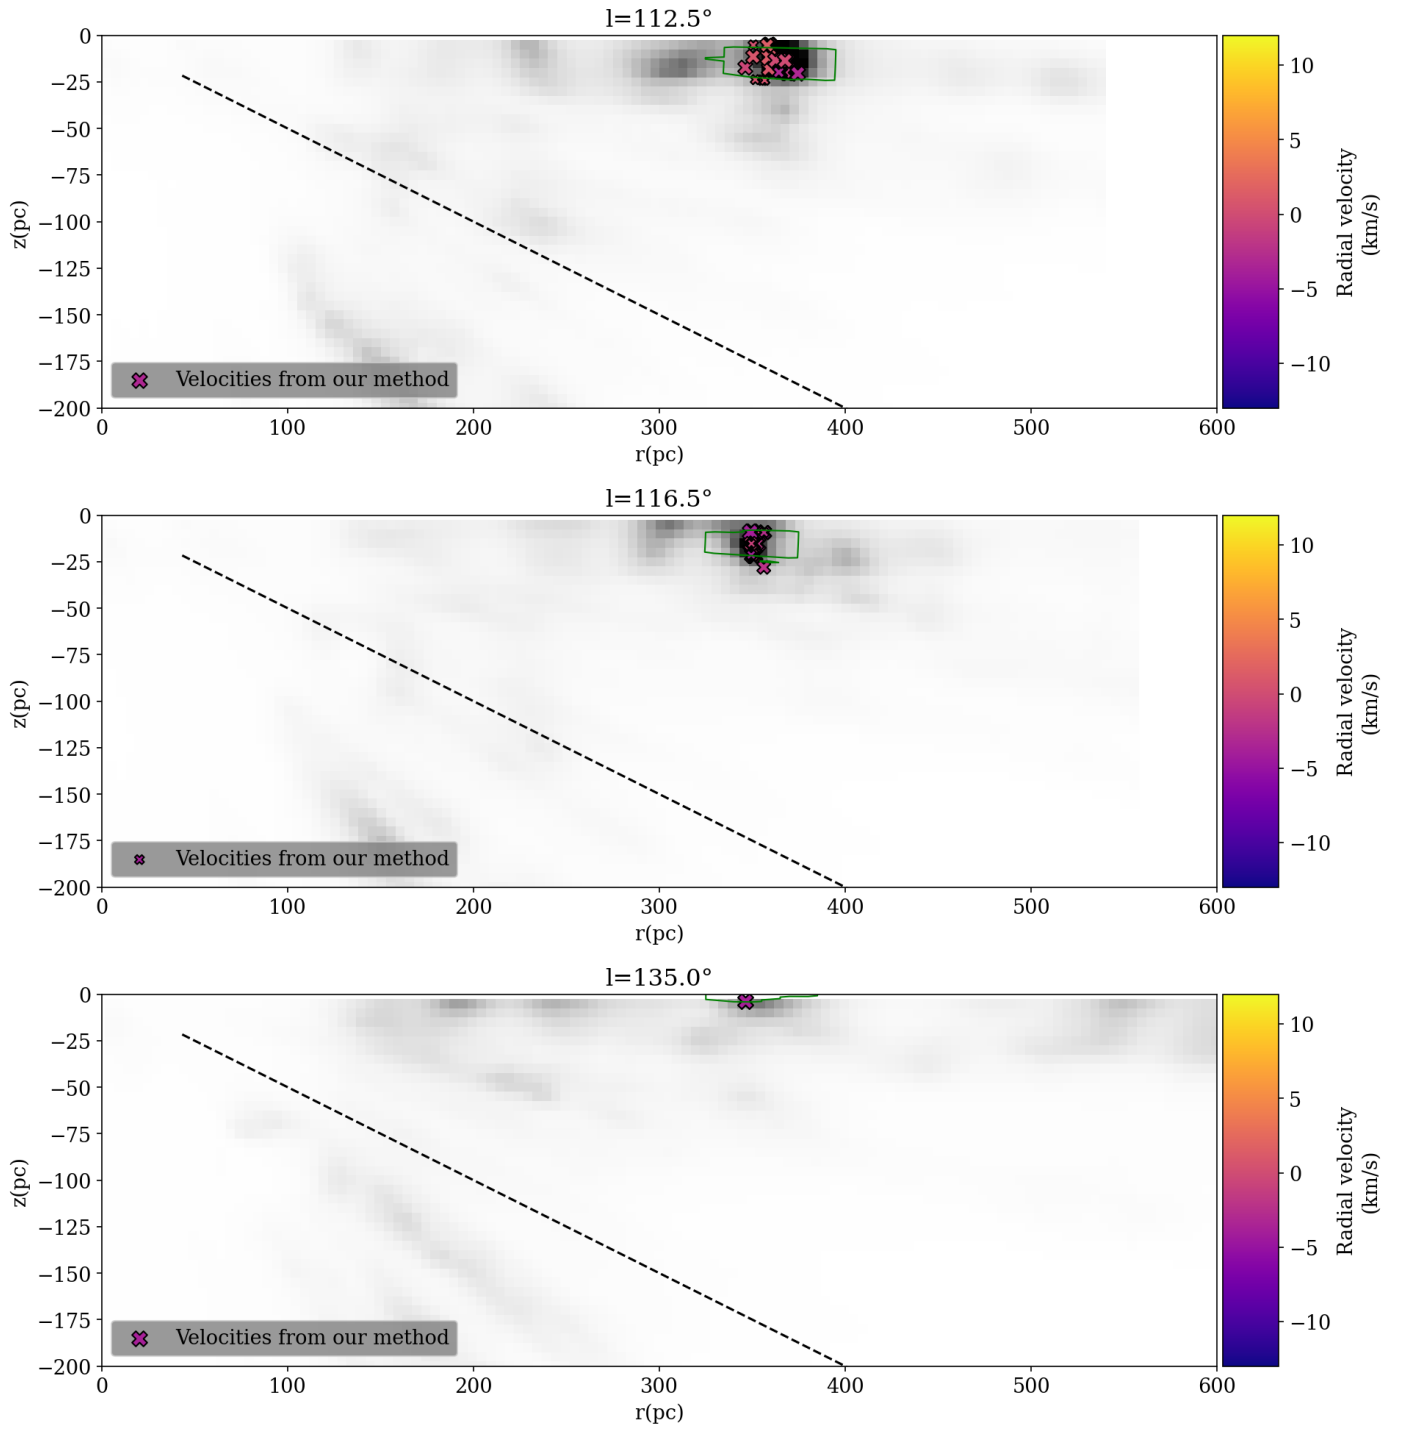 l=112.5°
0
−25
−50
−75
−100
−125
−150
−175
−200
z(pc)
Velocities from our method
0 100 200 300 400 500 600
r(pc)
10
5
0
−5
−10
Radial velocity
(km/s)
l=116.5°
0
−25
−50
−75
−100
−125
−150
−175
−200
z(pc)
Velocities from our method
0 100 200 300 400 500 600
r(pc)
10
5
0
−5
−10
Radial velocity
(km/s)
l=135.0°
0
−25
−50
−75
−100
−125
−150
−175
−200
z(pc)
Velocities from our method
0 100 200 300 400 500 600
r(pc)
10
5
0
−5
−10
Radial velocity
(km/s)